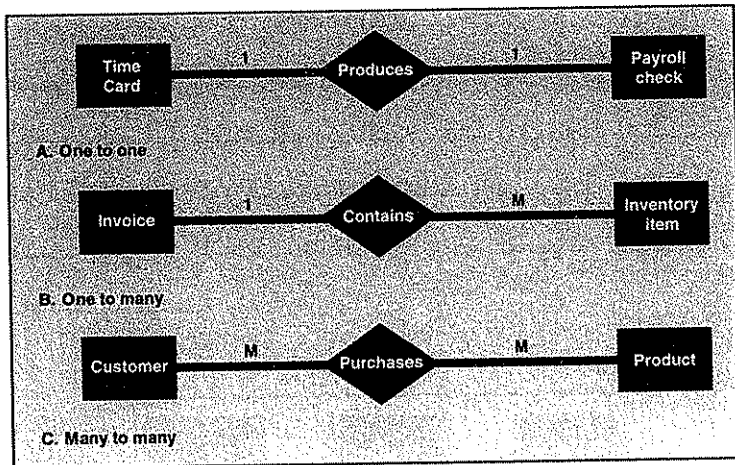 Time
Card
1
Produces
1
Payroll
check
A. One to one
Invoice
1
Contains
M
Inventory
item
B. One to many
Customer
M
Purchases
M
Product
C. Many to many